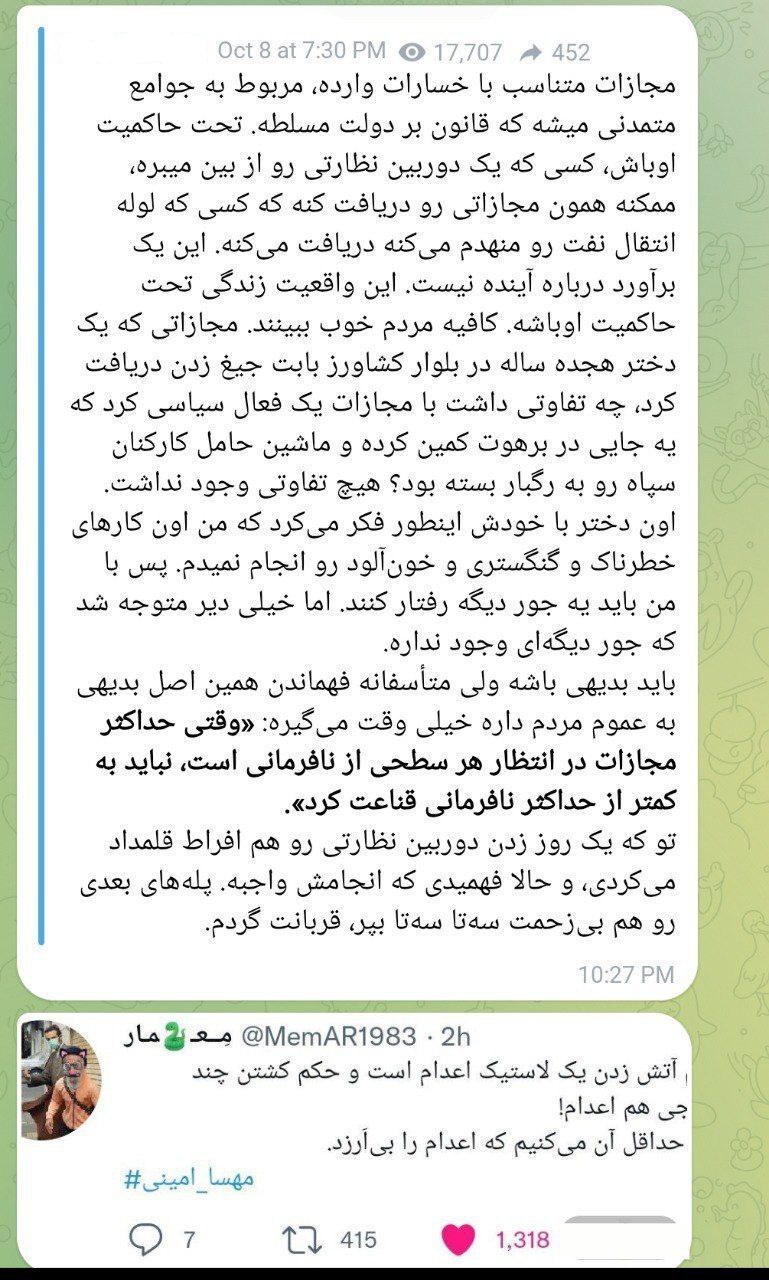 Oct 8 at 7:30 PM 17,707 452
مجازات متناسب با خسارات وارده، مربوط به جوامع
متمدنی میشه که قانون بر دولت مسلطه. تحت حاکمیت
اوباش، کسی که یک دوربین نظارتی رو از بین میبره،
ممکنه همون مجازاتی رو دریافت کنه که کسی که لوله
انتقال نفت رو منهدم می‌کنه دریافت می‌کنه. این یک
برآورد درباره آینده نیست. این واقعیت زندگی تحت
حاکمیت اوباشه. کافیه مردم خوب ببینند. مجازاتی که یک
دختر هجده ساله در بلوار کشاورز بابت جیغ زدن دریافت
کرد، چه تفاوتی داشت با مجازات یک فعال سیاسی کرد که
یه جایی در برهوت کمین کرده و ماشین حامل کارکنان
سپاه رو به رگبار بسته بود؟ هیچ تفاوتی وجود نداشت.
اون دختر با خودش اینطور فکر می‌کرد که من اون کارهای
خطرناک و گنگستری و خون‌آلود رو انجام نمیدم. پس با
من باید یه جور دیگه رفتار کنند. اما خیلی دیر متوجه شد
که جور دیگه‌ای وجود نداره.
باید بدیهی باشه ولی متأسفانه فهماندن همین اصل بدیهی
به عموم مردم داره خیلی وقت می‌گیره: «وقتی حداکثر
مجازات در انتظار هر سطحی از نافرمانی است، نباید به
کمتر از حداکثر نافرمانی قناعت کرد».
تو که یک روز زدن دوربین نظارتی رو هم افراط قلمداد
می‌کردی، و حالا فهمیدی که انجامش واجبه. پله‌های بعدی
رو هم بی‌زحمت سه‌تا سه‌تا بپر، قربانت گردم.
10:27 PM
مِـعـ🐍ـمار @MemAR1983 · 2h
آتش زدن یک لاستیک اعدام است و حکم کشتن چند
جی هم اعدام!
حداقل آن می‌کنیم که اعدام را بی‌اَرزد.
#مهسا_امینی
7 415 1,318